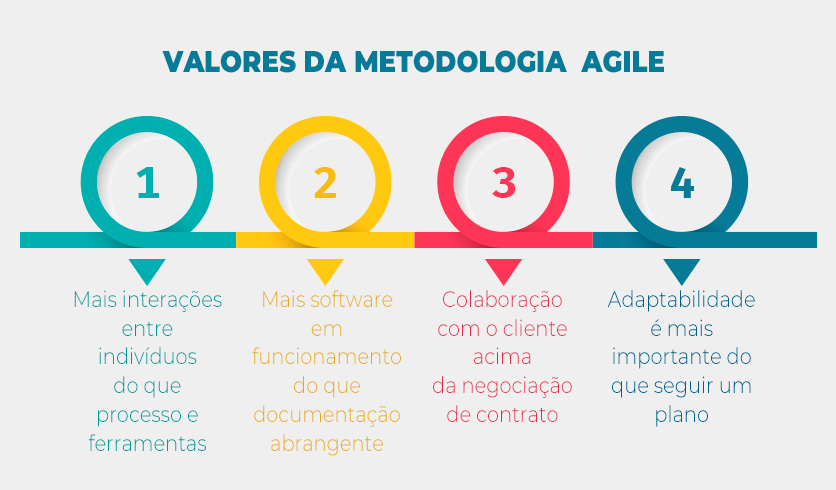 VALORES DA METODOLOGIA AGILE
1
2
3
4
Mais interações
entre
indivíduos
do que
processo e
ferramentas
Mais software
em
funcionamento
do que
documentação
abrangente
Colaboração
com o cliente
acima
da negociação
de contrato
Adaptabilidade
é mais
importante do
que seguir um
plano